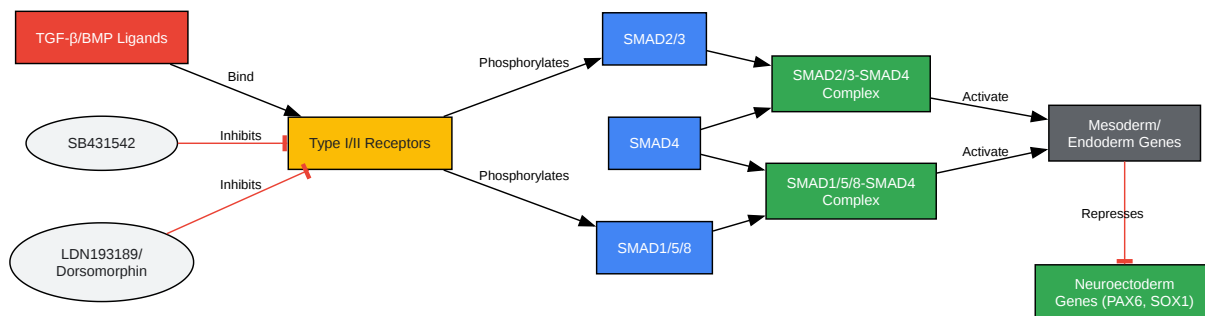 TGF-β/BMP Ligands
Bind
SB431542
Inhibits
LDN193189/
Dorsomorphin
Inhibits
Type I/II Receptors
Phosphorylates
Phosphorylates
SMAD2/3
SMAD4
SMAD1/5/8
SMAD2/3-SMAD4
Complex
SMAD1/5/8-SMAD4
Complex
Activate
Activate
Mesoderm/
Endoderm Genes
Represses
Neuroectoderm
Genes (PAX6, SOX1)